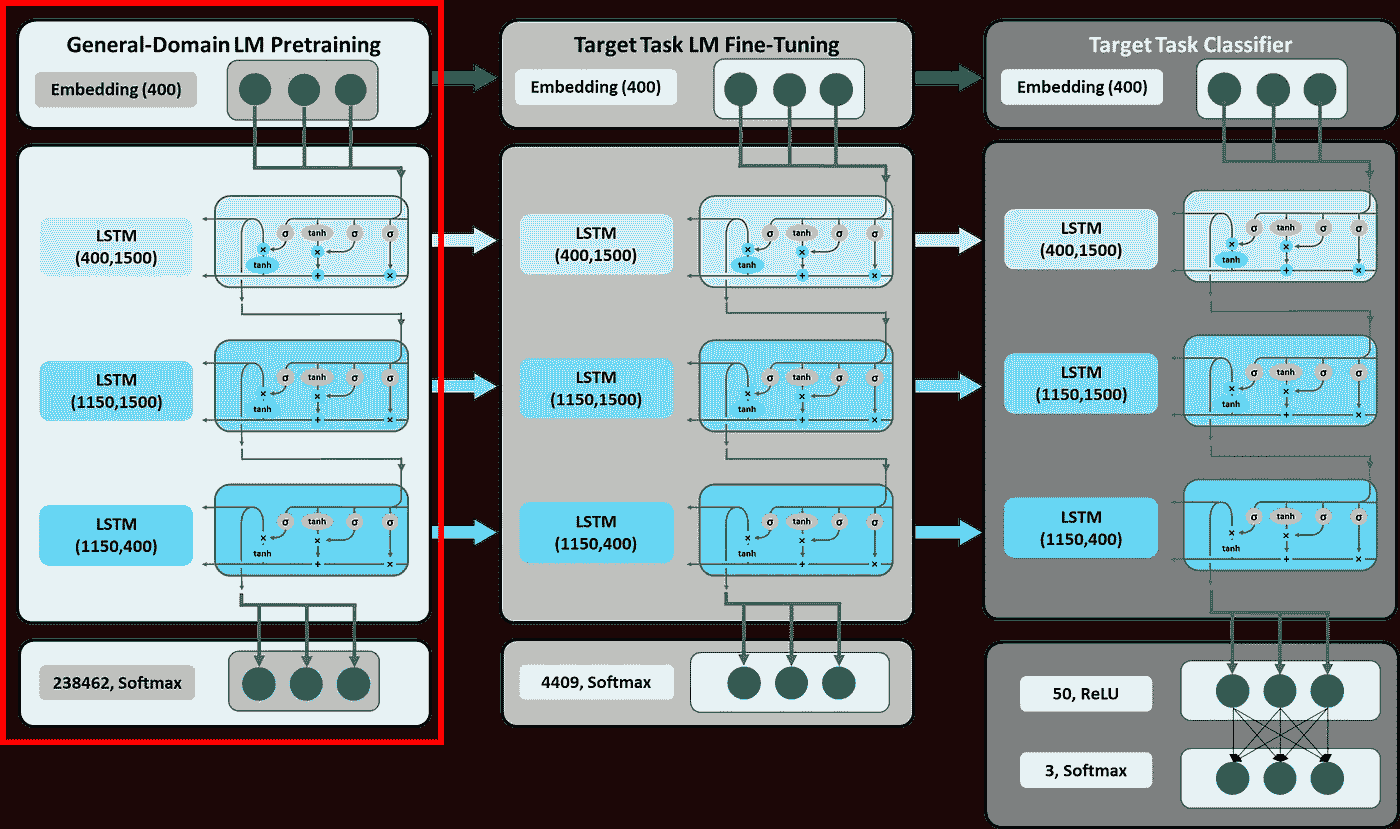 General-Domain LM Pretraining
Embedding (400)
LSTM
(400,1500)
σ tanh σ σ
×
×
tanh
+ ×
LSTM
(1150,1500)
σ tanh σ σ
×
×
tanh
+ ×
LSTM
(1150,400)
σ tanh σ σ
×
×
tanh
+ ×
238462, Softmax
Target Task LM Fine-Tuning
Embedding (400)
LSTM
(400,1500)
σ tanh σ σ
×
×
tanh
+ ×
LSTM
(1150,1500)
σ tanh σ σ
×
×
tanh
+ ×
LSTM
(1150,400)
σ tanh σ σ
×
×
tanh
+ ×
4409, Softmax
Target Task Classifier
Embedding (400)
LSTM
(400,1500)
σ tanh σ σ
×
×
tanh
+ ×
LSTM
(1150,1500)
σ tanh σ σ
×
×
tanh
+ ×
LSTM
(1150,400)
σ tanh σ σ
×
×
tanh
+ ×
50, ReLU
3, Softmax